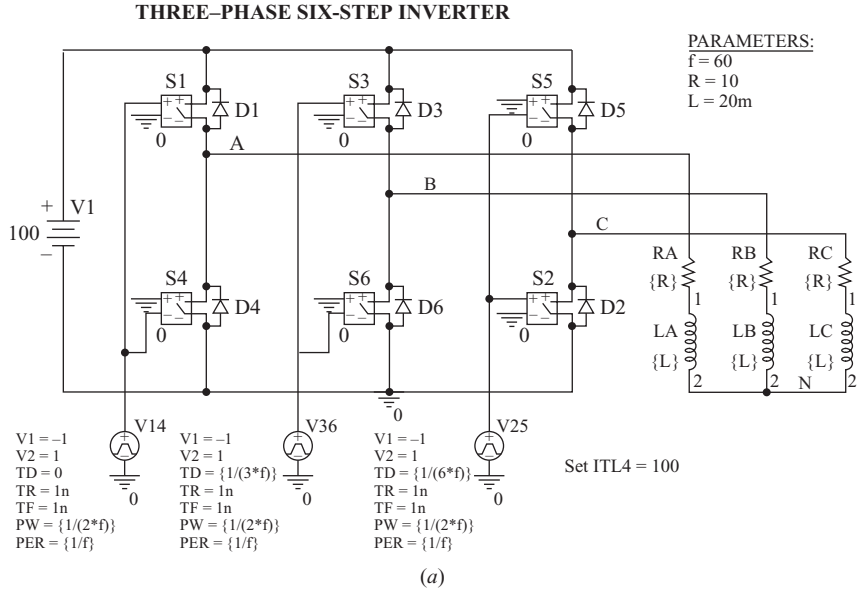 THREE–PHASE SIX-STEP INVERTER
PARAMETERS:
f = 60
R = 10
L = 20m
S1
S3
S5
+ +
– –
+ +
– –
+ +
– –
D1
D3
D5
0
0
0
A
B
C
+
V1
100
–
RA
RB
RC
{R}
{R}
{R}
1
1
1
LA
LB
LC
{L}
{L}
{L}
2
2
N
2
S4
S6
S2
+ +
– –
+ +
– –
+ +
– –
D4
D6
D2
0
0
0
0
+
V14
+
V36
+
V25
0
0
0
V1 = –1
V2 = 1
TD = 0
TR = 1n
TF = 1n
PW = {1/(2*f)}
PER = {1/f}
V1 = –1
V2 = 1
TD = {1/(3*f)}
TR = 1n
TF = 1n
PW = {1/(2*f)}
PER = {1/f}
V1 = –1
V2 = 1
TD = {1/(6*f)}
TR = 1n
TF = 1n
PW = {1/(2*f)}
PER = {1/f}
Set ITL4 = 100
(a)